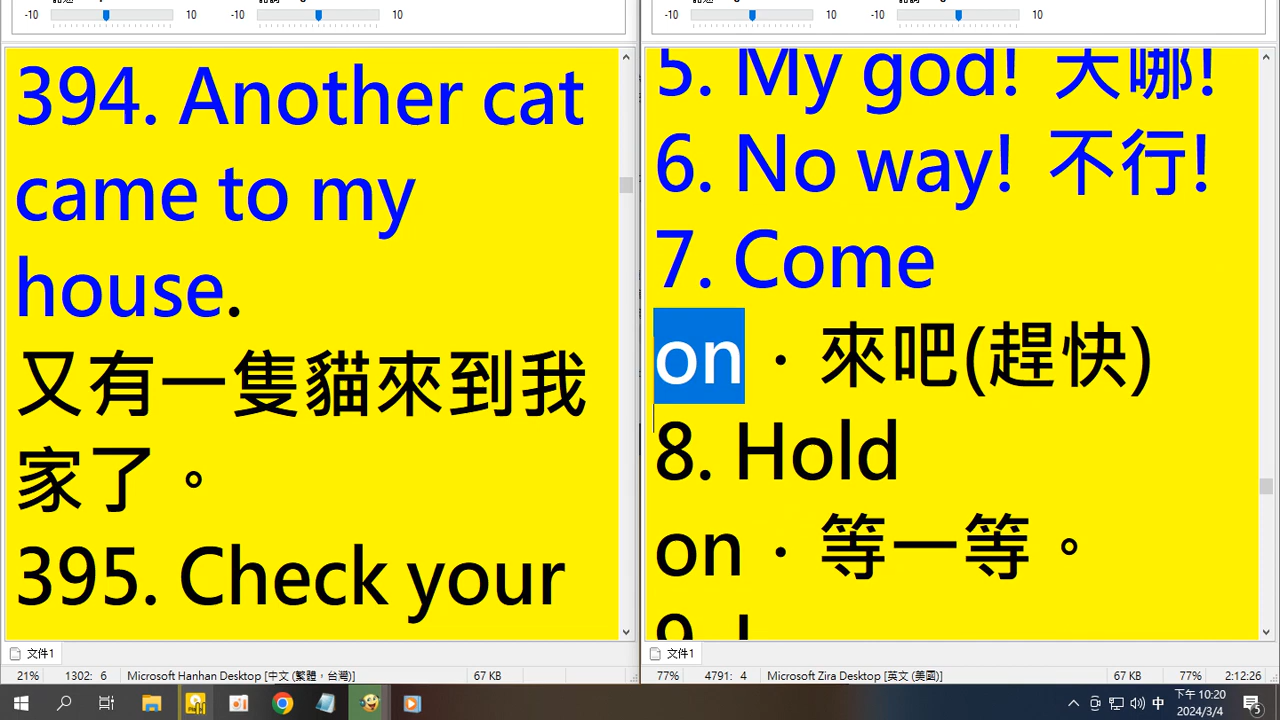 -10 10 -10 10
394. Another cat
came to my
house.
又有一隻貓來到我
家了。
395. Check your
文件1
21% 1302: 6 Microsoft Hanhan Desktop [中文 (繁體，台灣)] 67 KB
-10 10 -10 10
5. My god! 天哪!
6. No way! 不行!
7. Come
on．來吧(趕快)
8. Hold
on．等一等。
9. I
文件1
77% 4791: 4 Microsoft Zira Desktop [英文 (美國)] 67 KB 77% 2:12:26
中
下午 10:20
2024/3/4
5